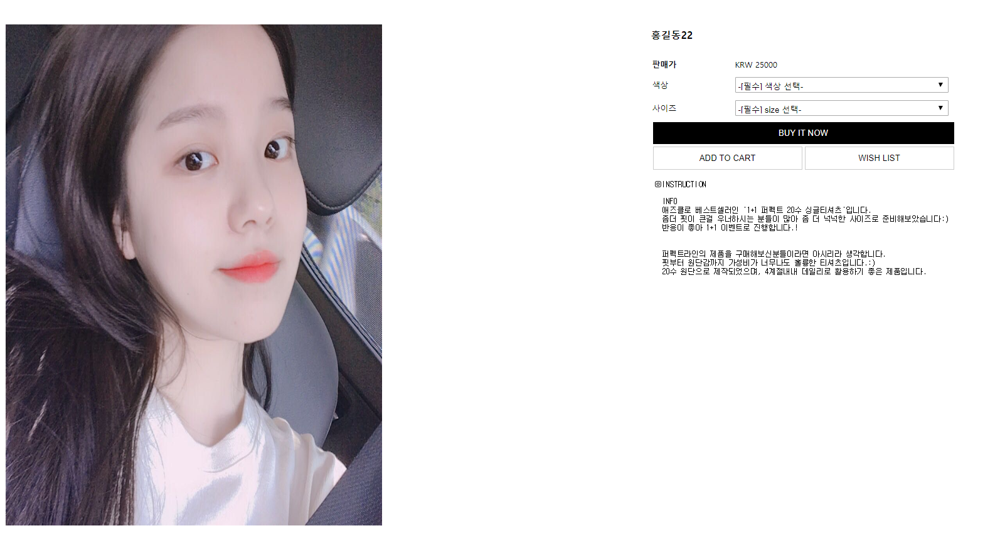 홍길동22
판매가 KRW 25000
색상 -[필수] 색상 선택-
사이즈 -[필수] size 선택-
BUY IT NOW
ADD TO CART WISH LIST
INSTRUCTION
INFO
애즈클로 베스트셀러인 '1+1 퍼펙트 20수 싱글티셔츠'입니다.
좀더 핏이 큰걸 우너하시는 분들이 많아 좀 더 넉넉한 사이즈로 준비해보았습니다:)
반응이 좋아 1+1 이벤트로 진행합니다.!
퍼펙트라인의 제품을 구매해보신분들이라면 아시리라 생각합니다.
핏부터 원단감까지 가성비가 너무나도 훌륭한 티셔츠입니다.:)
20수 원단으로 제작되었으며, 4계절내내 데일리로 활용하기 좋은 제품입니다.